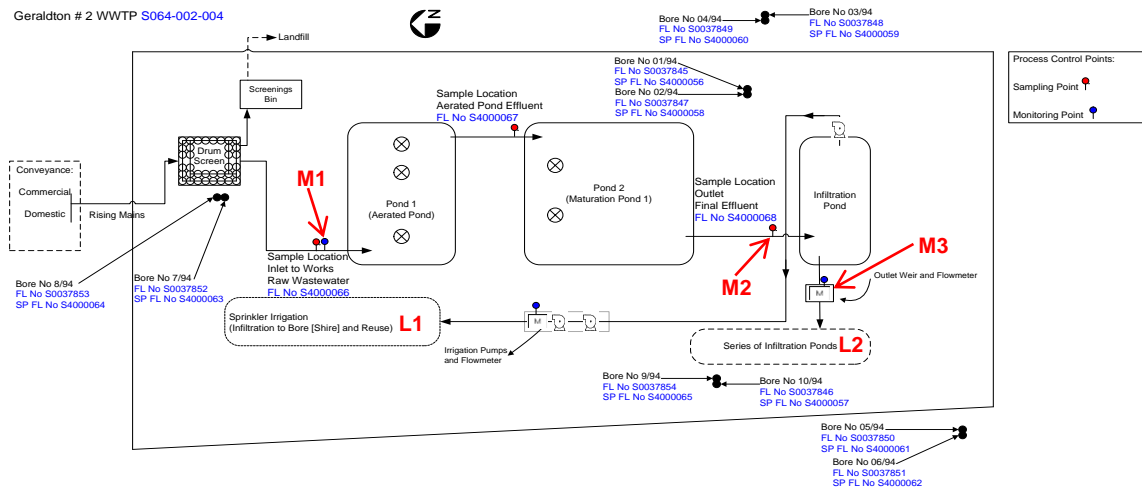 Geraldton # 2 WWTP S064-002-004
N
Landfill
Screenings
Bin
Drum
Screen
Conveyance:
Commercial
Domestic
Rising Mains
M1
Sample Location
Inlet to Works
Raw Wastewater
FL No S4000066
Bore No 8/94
FL No S0037853
SP FL No S4000064
Bore No 7/94
FL No S0037852
SP FL No S4000063
Pond 1
(Aerated Pond)
Sample Location
Aerated Pond Effluent
FL No S4000067
Pond 2
(Maturation Pond 1)
Bore No 04/94
FL No S0037849
SP FL No S4000060
Bore No 03/94
FL No S0037848
SP FL No S4000059
Bore No 01/94
FL No S0037845
SP FL No S4000056
Bore No 02/94
FL No S0037847
SP FL No S4000058
Sample Location
Outlet
Final Effluent
FL No S4000068
M2
Infiltration
Pond
M3
Outlet Weir and Flowmeter
M
Process Control Points:
Sampling Point
Monitoring Point
Sprinkler Irrigation
(Infiltration to Bore [Shire] and Reuse)
L1
M
Irrigation Pumps
and Flowmeter
Series of Infiltration Ponds
L2
Bore No 9/94
FL No S0037854
SP FL No S4000065
Bore No 10/94
FL No S0037846
SP FL No S4000057
Bore No 05/94
FL No S0037850
SP FL No S4000061
Bore No 06/94
FL No S0037851
SP FL No S4000062